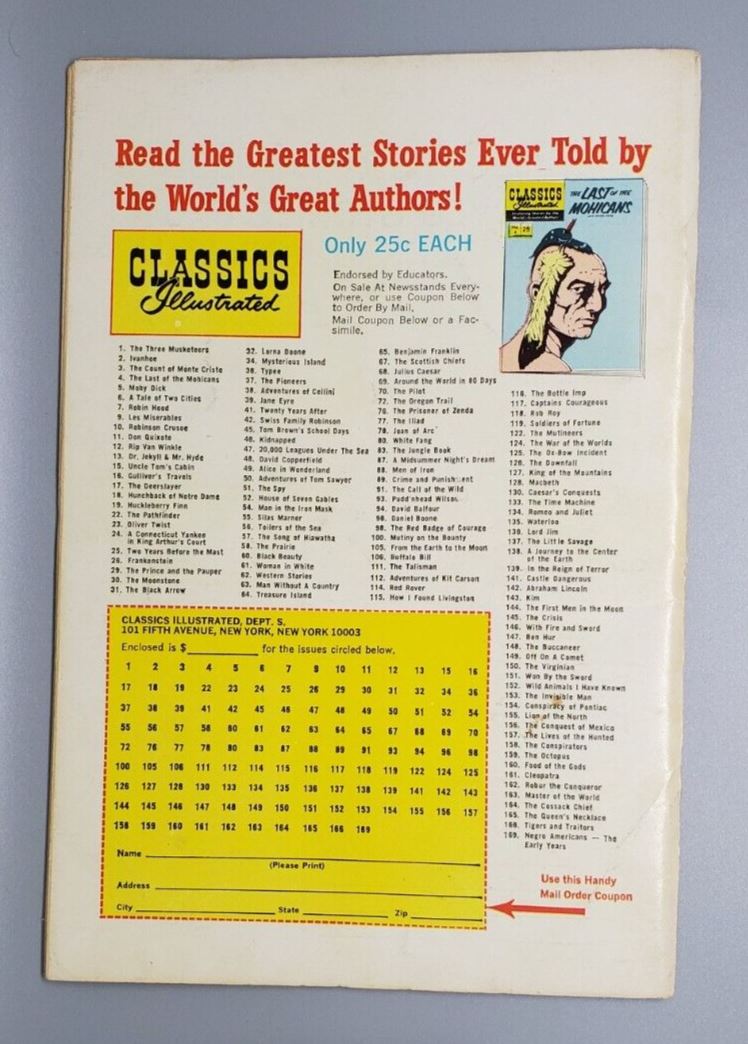 Read the Greatest Stories Ever Told by
the World's Great Authors!
CLASSICS
Illustrated
Only 25c EACH
Endorsed by Educators.
On Sale At Newsstands Every-
where, or use Coupon Below
to Order By Mail.
Mail Coupon Below or a Fac-
simile.
CLASSICS
Illustrated
THE LAST OF THE
MOHICANS
1. The Three Musketeers
2. Ivanhoe
3. The Count of Monte Cristo
4. The Last of the Mohicans
5. Moby Dick
6. A Tale of Two Cities
7. Robin Hood
9. Les Miserables
10. Robinson Crusoe
11. Don Quixote
12. Rip Van Winkle
13. Dr. Jekyll & Mr. Hyde
15. Uncle Tom's Cabin
16. Gulliver's Travels
17. The Deerslayer
18. Hunchback of Notre Dame
19. Huckleberry Finn
22. The Pathfinder
23. Oliver Twist
24. A Connecticut Yankee
in King Arthur's Court
25. Two Years Before the Mast
26. Frankenstein
29. The Prince and the Pauper
30. The Moonstone
31. The Black Arrow
32. Lorna Doone
34. Mysterious Island
36. Typee
37. The Pioneers
38. Adventures of Cellini
39. Jane Eyre
41. Twenty Years After
42. Swiss Family Robinson
45. Tom Brown's School Days
46. Kidnapped
47. 20,000 Leagues Under The Sea
48. David Copperfield
49. Alice in Wonderland
50. Adventures of Tom Sawyer
51. The Spy
52. House of Seven Gables
54. Man in the Iron Mask
55. Silas Marner
56. Toilers of the Sea
57. The Song of Hiawatha
58. The Prairie
60. Black Beauty
61. Woman in White
62. Western Stories
63. Man Without A Country
64. Treasure Island
65. Benjamin Franklin
67. The Scottish Chiefs
68. Julius Caesar
69. Around the World in 80 Days
70. The Pilot
72. The Oregon Trail
76. The Prisoner of Zenda
77. The Iliad
78. Joan of Arc
80. White Fang
83. The Jungle Book
87. A Midsummer Night's Dream
88. Men of Iron
89. Crime and Punishment
91. The Call of the Wild
93. Pudd'nhead Wilson
94. David Balfour
96. Daniel Boone
98. The Red Badge of Courage
100. Mutiny on the Bounty
105. From the Earth to the Moon
106. Buffalo Bill
111. The Talisman
112. Adventures of Kit Carson
114. Red Rover
115. How I Found Livingston
116. The Bottle Imp
117. Captains Courageous
118. Rob Roy
119. Soldiers of Fortune
122. The Mutineers
124. The War of the Worlds
125. The Ox-Bow Incident
126. The Downfall
127. King of the Mountains
128. Macbeth
130. Caesar's Conquests
133. The Time Machine
134. Romeo and Juliet
135. Waterloo
136. Lord Jim
137. The Little Savage
138. A Journey to the Center
of the Earth
139. In the Reign of Terror
141. Castle Dangerous
142. Abraham Lincoln
143. Kim
144. The First Men in the Moon
145. The Crisis
146. With Fire and Sword
147. Ben Hur
148. The Buccaneer
149. Off On A Comet
150. The Virginian
151. Won By the Sword
152. Wild Animals I Have Known
153. The Invisible Man
154. Conspiracy of Pontiac
155. Lion of the North
156. The Conquest of Mexico
157. The Lives of the Hunted
158. The Conspirators
159. The Octopus
160. Food of the Gods
161. Cleopatra
162. Robur the Conqueror
163. Master of the World
164. The Cossack Chief
165. The Queen's Necklace
166. Tigers and Traitors
169. Negro Americans — The
Early Years
CLASSICS ILLUSTRATED, DEPT. S.
101 FIFTH AVENUE, NEW YORK, NEW YORK 10003
Enclosed is $ for the issues circled below.
1 2 3 4 5 6 7 9 10 11 12 13 15 16
17 18 19 22 23 24 25 26 29 30 31 32 34 36
37 38 39 41 42 45 46 47 48 49 50 51 52 54
55 56 57 58 60 61 62 63 64 65 67 68 69 70
72 76 77 78 80 83 87 88 89 91 93 94 96 98
100 105 106 111 112 114 115 116 117 118 119 122 124 125
126 127 128 130 133 134 135 136 137 138 139 141 142 143
144 145 146 147 148 149 150 151 152 153 154 155 156 157
158 159 160 161 162 163 164 165 166 169
Name
(Please Print)
Address
City State Zip
Use this Handy
Mail Order Coupon